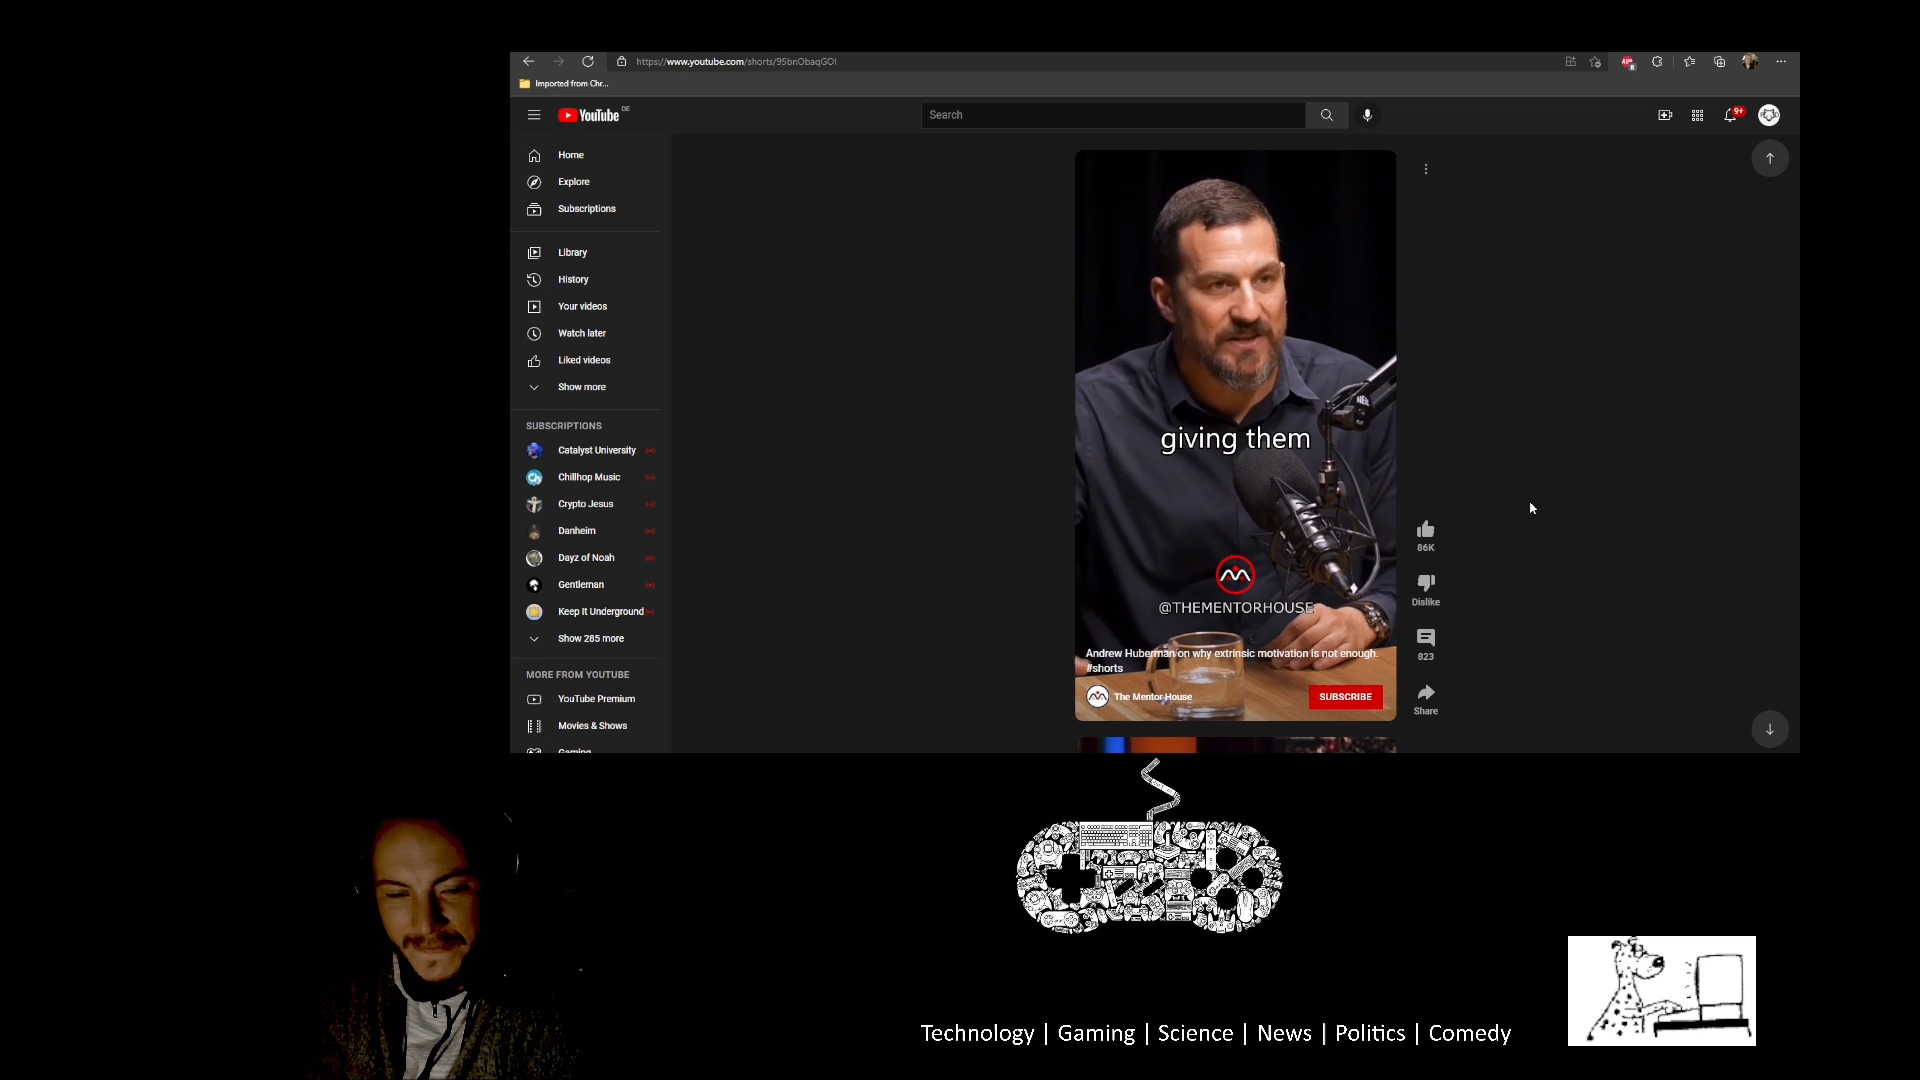 https://www.youtube.com/shorts/95bnObaqGOI
Imported from Chr...
YouTube DE
Search
9+
Home
Explore
Subscriptions
Library
History
Your videos
Watch later
Liked videos
Show more
SUBSCRIPTIONS
Catalyst University
Chillhop Music
Crypto Jesus
Danheim
Dayz of Noah
Gentleman
Keep It Underground
Show 285 more
MORE FROM YOUTUBE
YouTube Premium
Movies & Shows
Gaming
giving them
@THEMENTORHOUSE
Andrew Huberman on why extrinsic motivation is not enough.
#shorts
The Mentor House
SUBSCRIBE
86K
Dislike
823
Share
Technology | Gaming | Science | News | Politics | Comedy